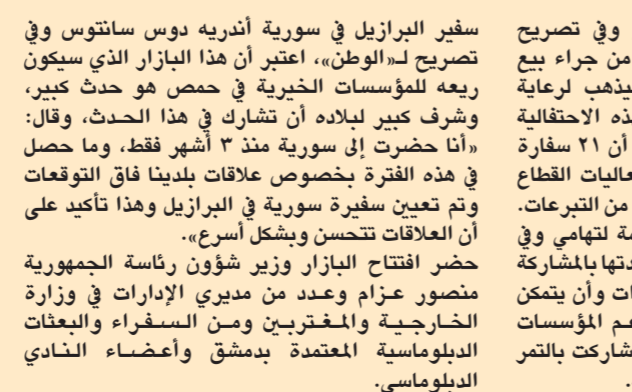 وفي تصريح
من جراء بيع
يذهب لرعاية
ذه الاحتفالية
أن ٢١ سفارة
عاليات القطاع
من التبرعات.
مة لتهامي وفي
دتها بالمشاركة
ات وأن يتمكن
عم المؤسسات
شاركت بالتمر
.
سفير البرازيل في سورية أندريه دوس سانتوس وفي
تصريح لـ«الوطن»، اعتبر أن هذا البازار الذي سيكون
ريعه للمؤسسات الخيرية في حمص هو حدث كبير،
وشرف كبير لبلاده أن تشارك في هذا الحدث، وقال:
«أنا حضرت إلى سورية منذ ٣ أشهر فقط، وما حصل
في هذه الفترة بخصوص علاقات بلدينا فاق التوقعات
وتم تعيين سفيرة سورية في البرازيل وهذا تأكيد على
أن العلاقات تتحسن وبشكل أسرع».
حضر افتتاح البازار وزير شؤون رئاسة الجمهورية
منصور عزام وعدد من مديري الإدارات في وزارة
الخارجية والمغتربين ومن السفراء والبعثات
الدبلوماسية المعتمدة بدمشق وأعضاء النادي
الدبلوماسي.